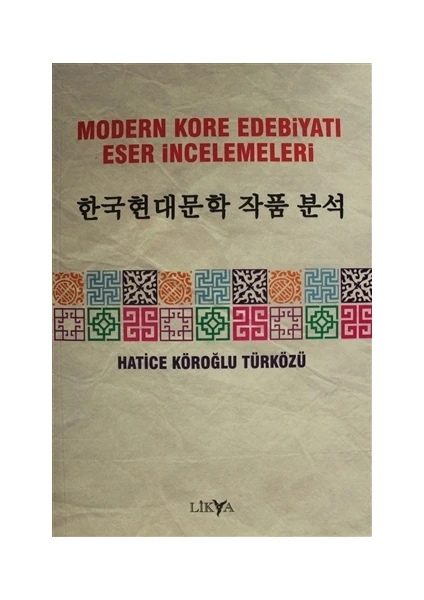 MODERN KORE EDEBİYATI
ESER İNCELEMELERİ
한국현대문학 작품 분석
HATİCE KÖROĞLU TÜRKÖZÜ
LİKYA